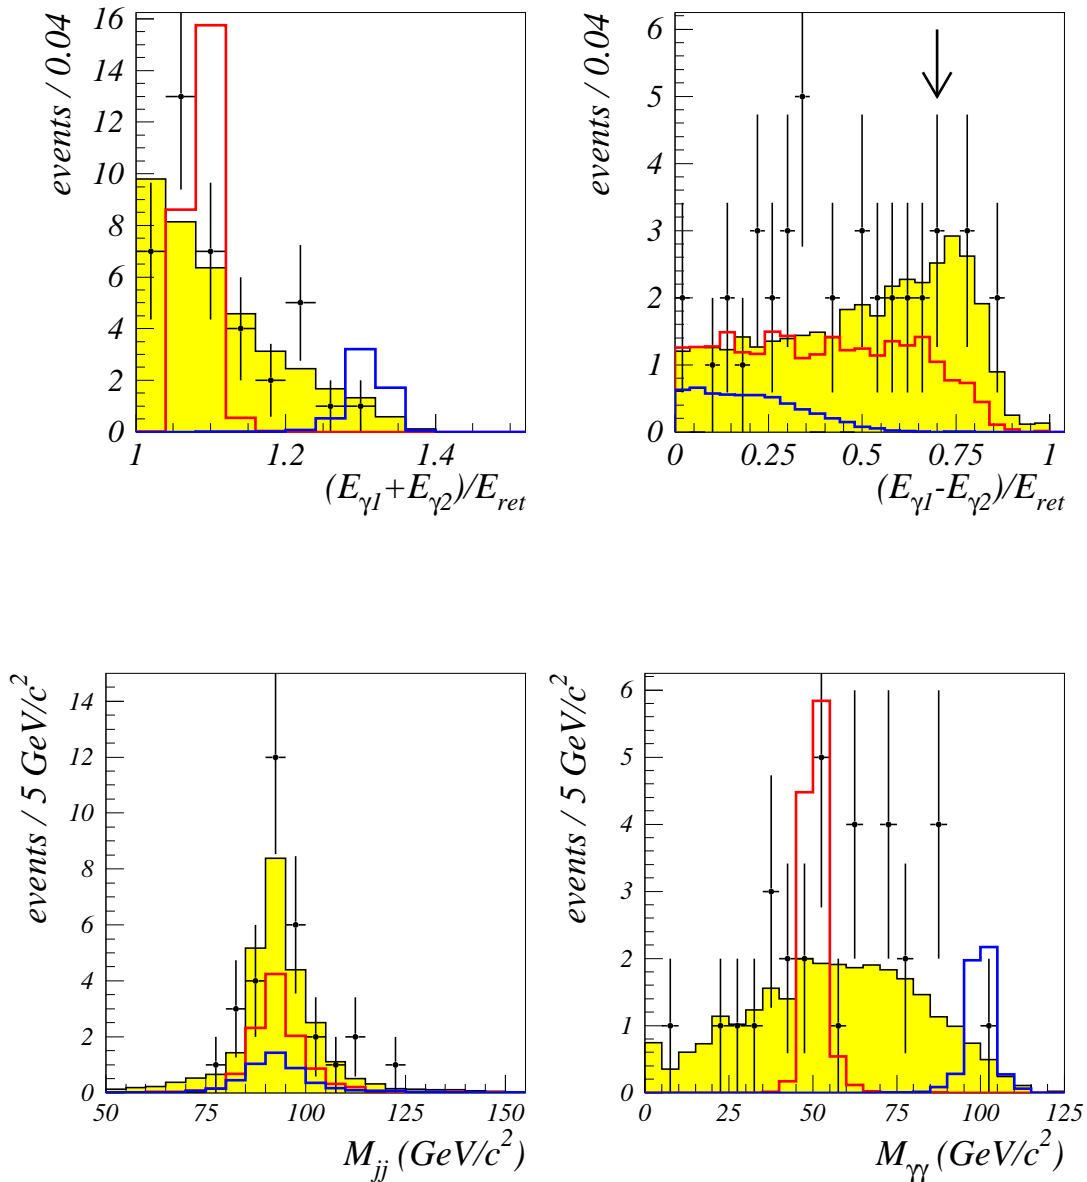 events / 0.04
16
14
12
10
8
6
4
2
0
1 1.2 1.4
(Eγ1+Eγ2)/Eret
events / 0.04
6
5
4
3
2
1
0
0 0.25 0.5 0.75 1
(Eγ1-Eγ2)/Eret
events / 5 GeV/c2
14
12
10
8
6
4
2
0
50 75 100 125 150
Mjj (GeV/c2)
events / 5 GeV/c2
6
5
4
3
2
1
0
0 25 50 75 100 125
Mγγ (GeV/c2)